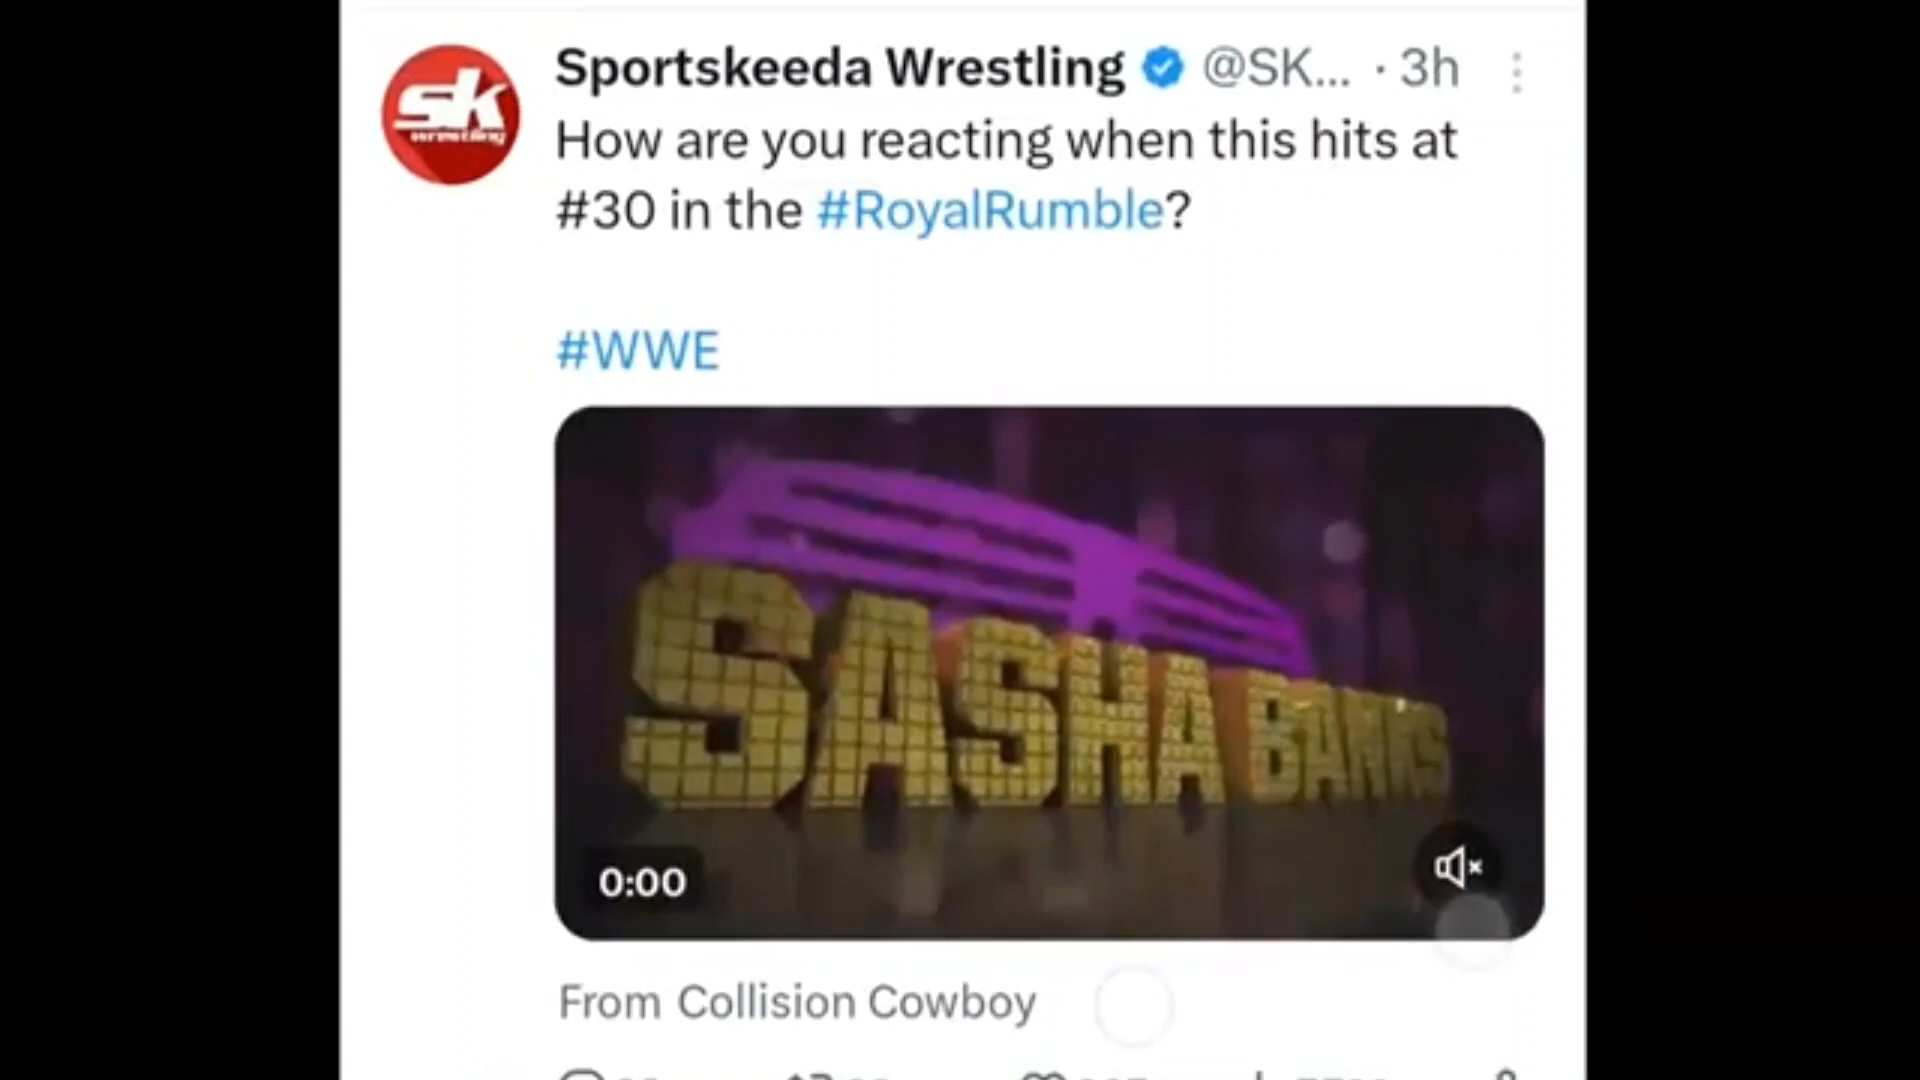 sk
wrestling
Sportskeeda Wrestling @SK... · 3h
How are you reacting when this hits at
#30 in the #RoyalRumble?
#WWE
SASHA BANKS
0:00
From Collision Cowboy